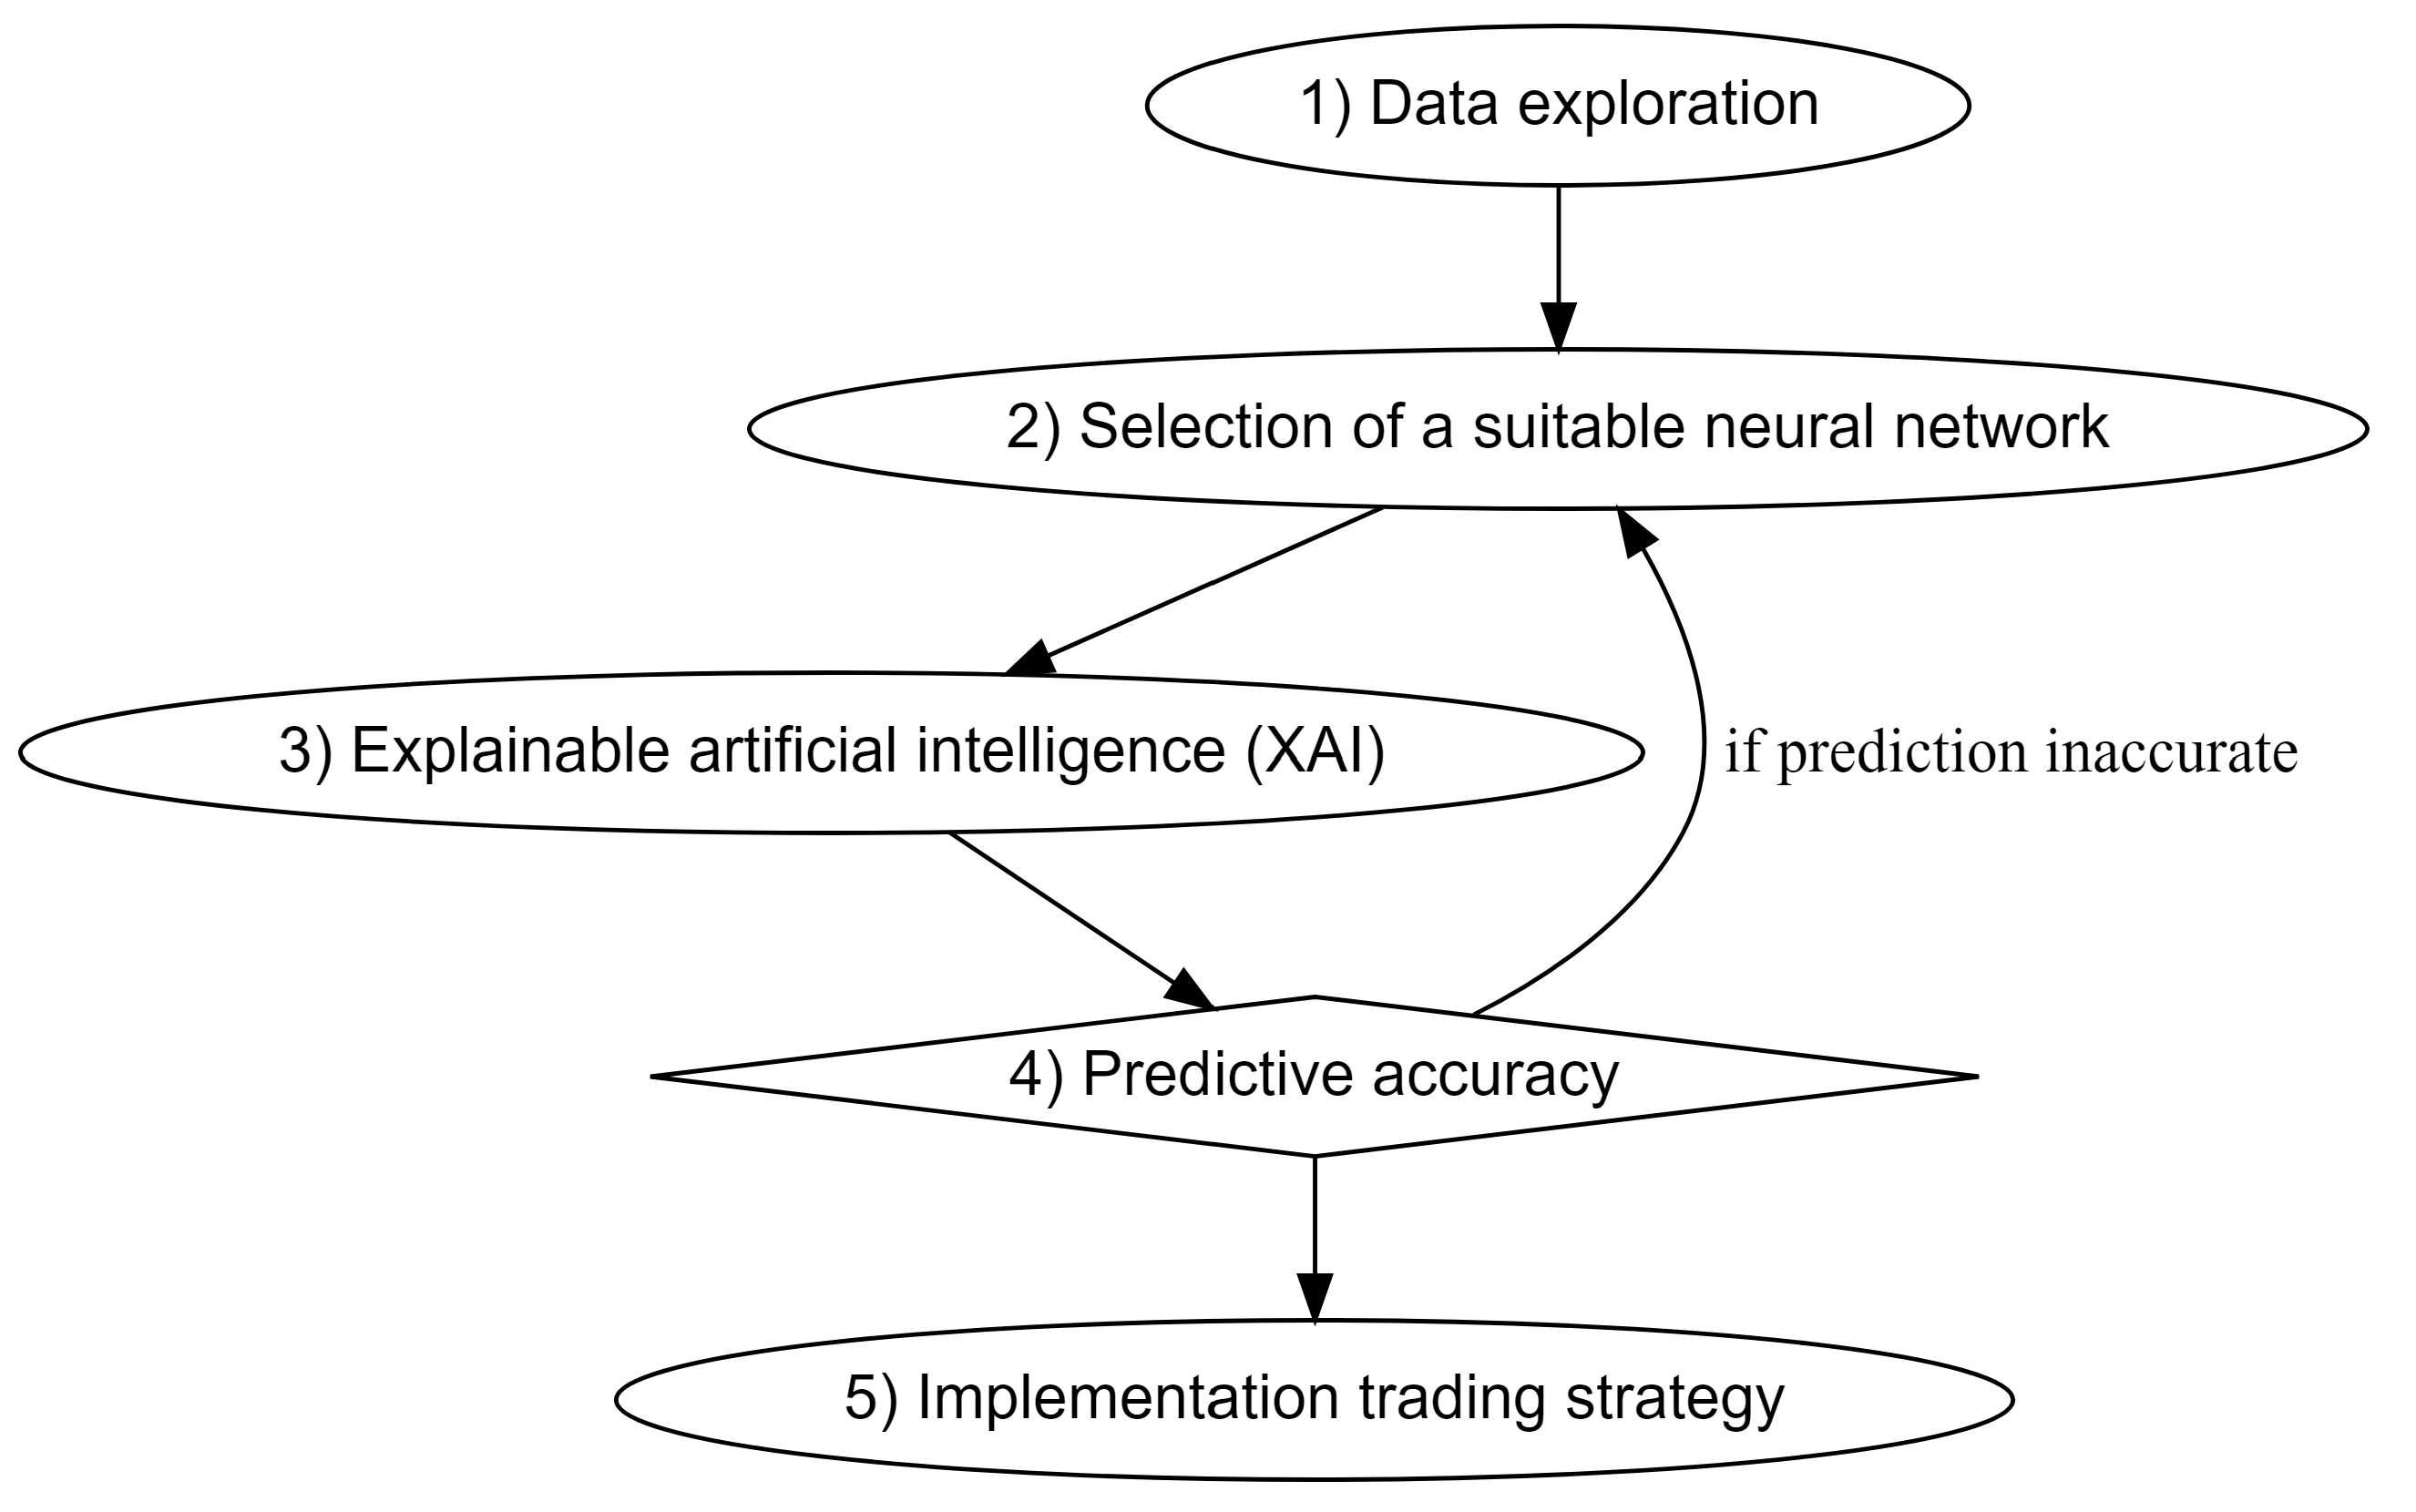 1) Data exploration
2) Selection of a suitable neural network
3) Explainable artificial intelligence (XAI)
if prediction inaccurate
4) Predictive accuracy
5) Implementation trading strategy